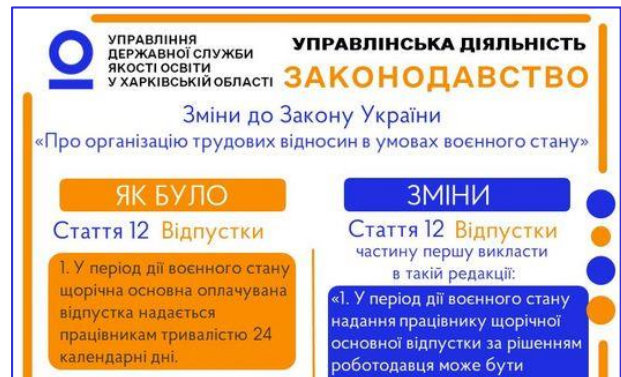 УПРАВЛІННЯ
ДЕРЖАВНОЇ СЛУЖБИ
ЯКОСТІ ОСВІТИ
У ХАРКІВСЬКІЙ ОБЛАСТІ
УПРАВЛІНСЬКА ДІЯЛЬНІСТЬ
ЗАКОНОДАВСТВО
Зміни до Закону України
«Про організацію трудових відносин в умовах воєнного стану»
ЯК БУЛО
Стаття 12 Відпустки
1. У період дії воєнного стану
щорічна основна оплачувана
відпустка надається
працівникам тривалістю 24
календарні дні.
ЗМІНИ
Стаття 12 Відпустки
частину першу викласти
в такій редакції:
«1. У період дії воєнного стану
надання працівнику щорічної
основної відпустки за рішенням
роботодавця може бути